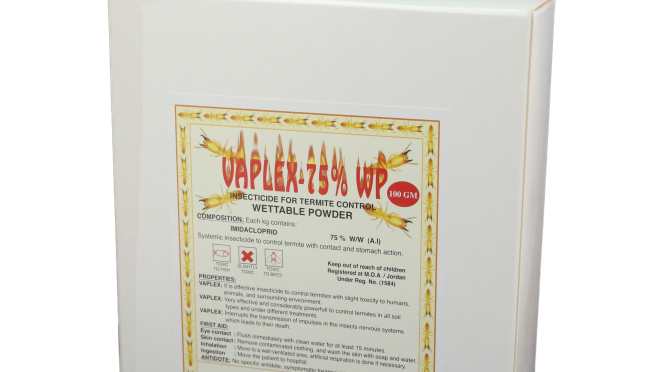 VAPLEX-75% WP
100 GM
INSECTICIDE FOR TERMITE CONTROL
WETTABLE POWDER
COMPOSITION: Each kg contains:
IMIDACLOPRID 75 % W/W (A.I)
Systemic insecticide to control termite with contact and stomach action.
TOXIC TO FISH
SLIGHTLY TOXIC
TOXIC TO BEES
Keep out of reach of children
Registered at M.O.A / Jordan
Under Reg. No. (1584)
PROPERTIES:
VAPLEX: It is effective insecticide to control termites with slight toxicity to humans,
animals, and surrounding environment.
VAPLEX: Very effective and considerably powerfull to control termites in all soil
types and under different treatments
VAPLEX: Interrupts the transmission of impulses in the insects nervous systems
which leads to their death.
FIRST AID:
Eye contact : Flush immediately with clean water for at least 15 minutes.
Skin contact : Remove contaminated clothing, and wash the skin with soap and water.
Inhalation : Move to a well-ventilated area, artificial respiration is done if necessary.
Ingestion : Move the patient to hospital.
ANTIDOTE: No specific antidote, symptomatic